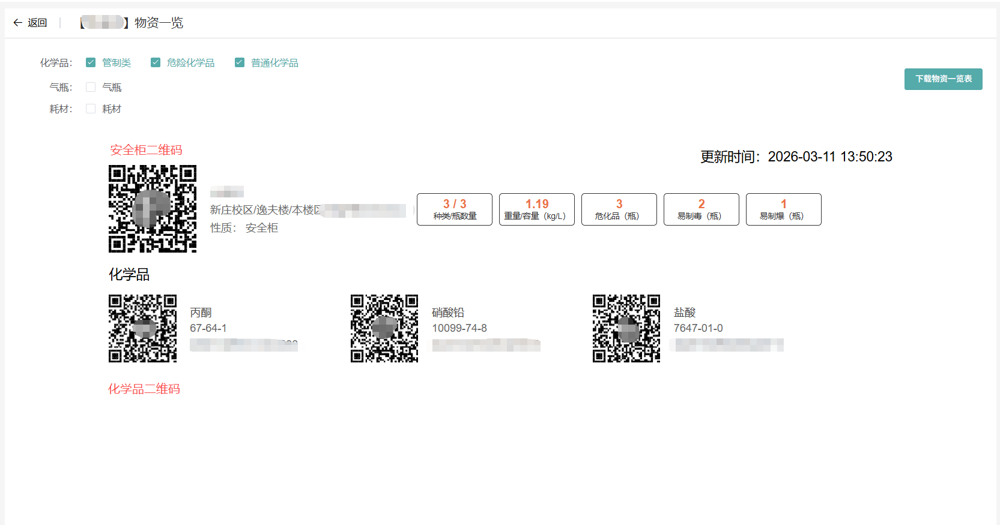 返回
【 】物资一览
化学品： 管制类 危险化学品 普通化学品
气瓶： 气瓶
耗材： 耗材
下载物资一览表
安全柜二维码
更新时间：2026-03-11 13:50:23
新庄校区/逸夫楼/本楼区
性质： 安全柜
3 / 3
种类/瓶数量
1.19
重量/容量（kg/L）
3
危化品（瓶）
2
易制毒（瓶）
1
易制爆（瓶）
化学品
丙酮
67-64-1
硝酸铅
10099-74-8
盐酸
7647-01-0
化学品二维码